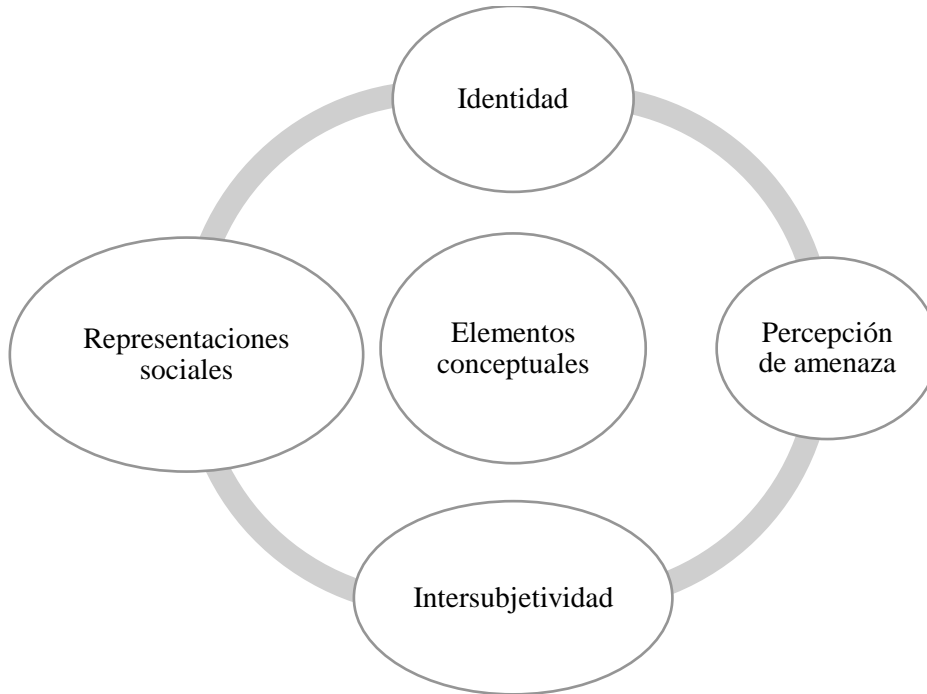 Identidad
Representaciones
sociales
Elementos
conceptuales
Percepción
de amenaza
Intersubjetividad